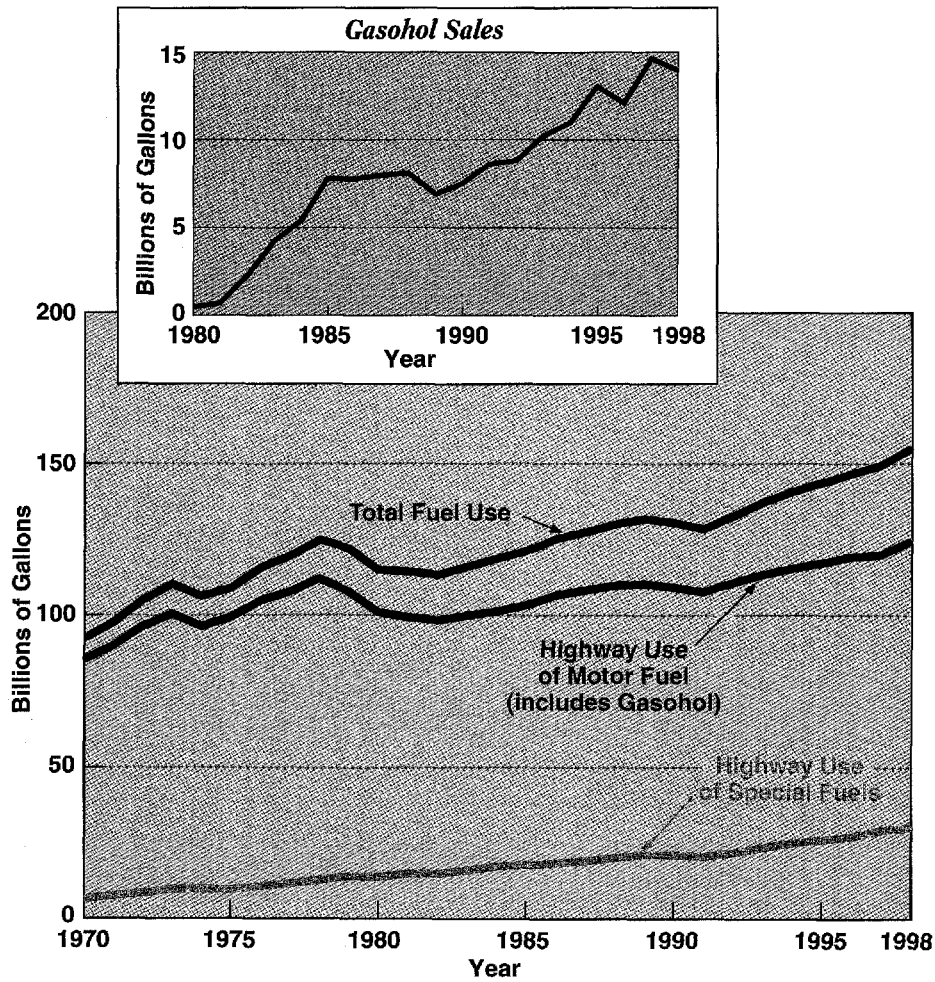 Gasohol Sales
Billions of Gallons
15
10
5
0
1980 1985 1990 1995 1998
Year
Billions of Gallons
200
150
100
50
0
Total Fuel Use
Highway Use
of Motor Fuel
(includes Gasohol)
Highway Use
of Special Fuels
1970 1975 1980 1985 1990 1995 1998
Year